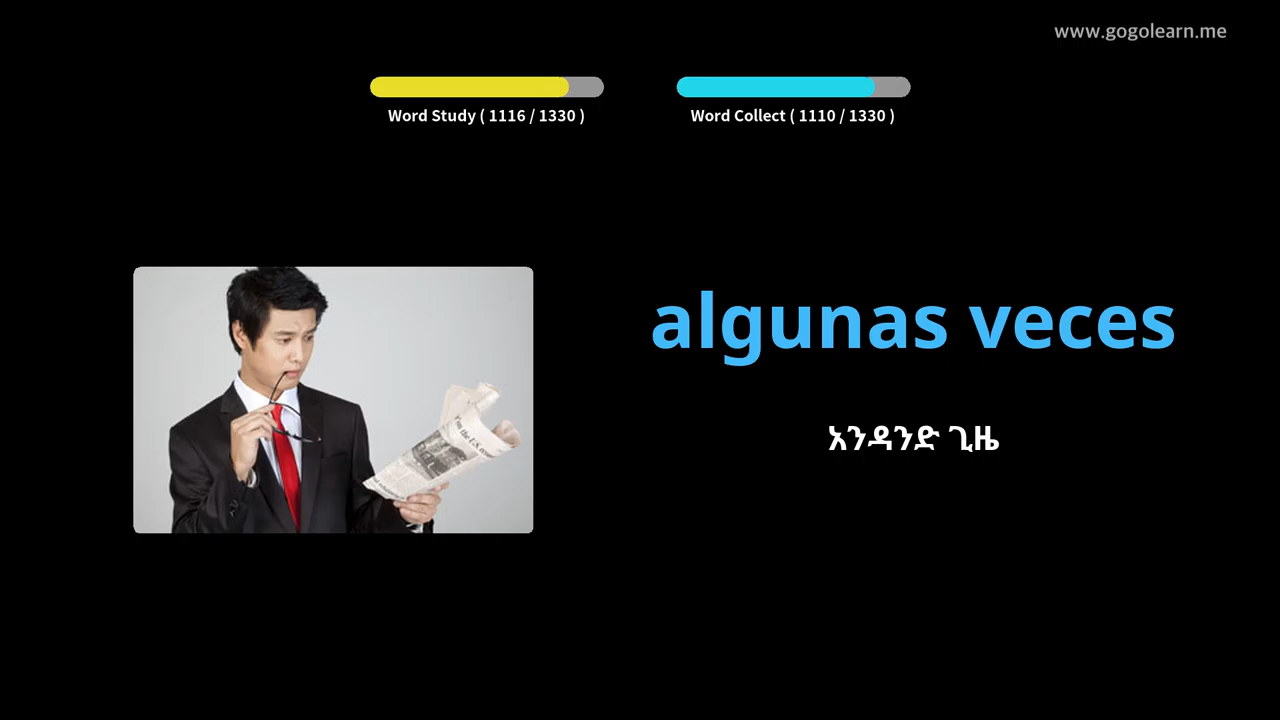 www.gogolearn.me
Word Study ( 1116 / 1330 )
Word Collect ( 1110 / 1330 )
algunas veces
አንዳንድ ጊዜ